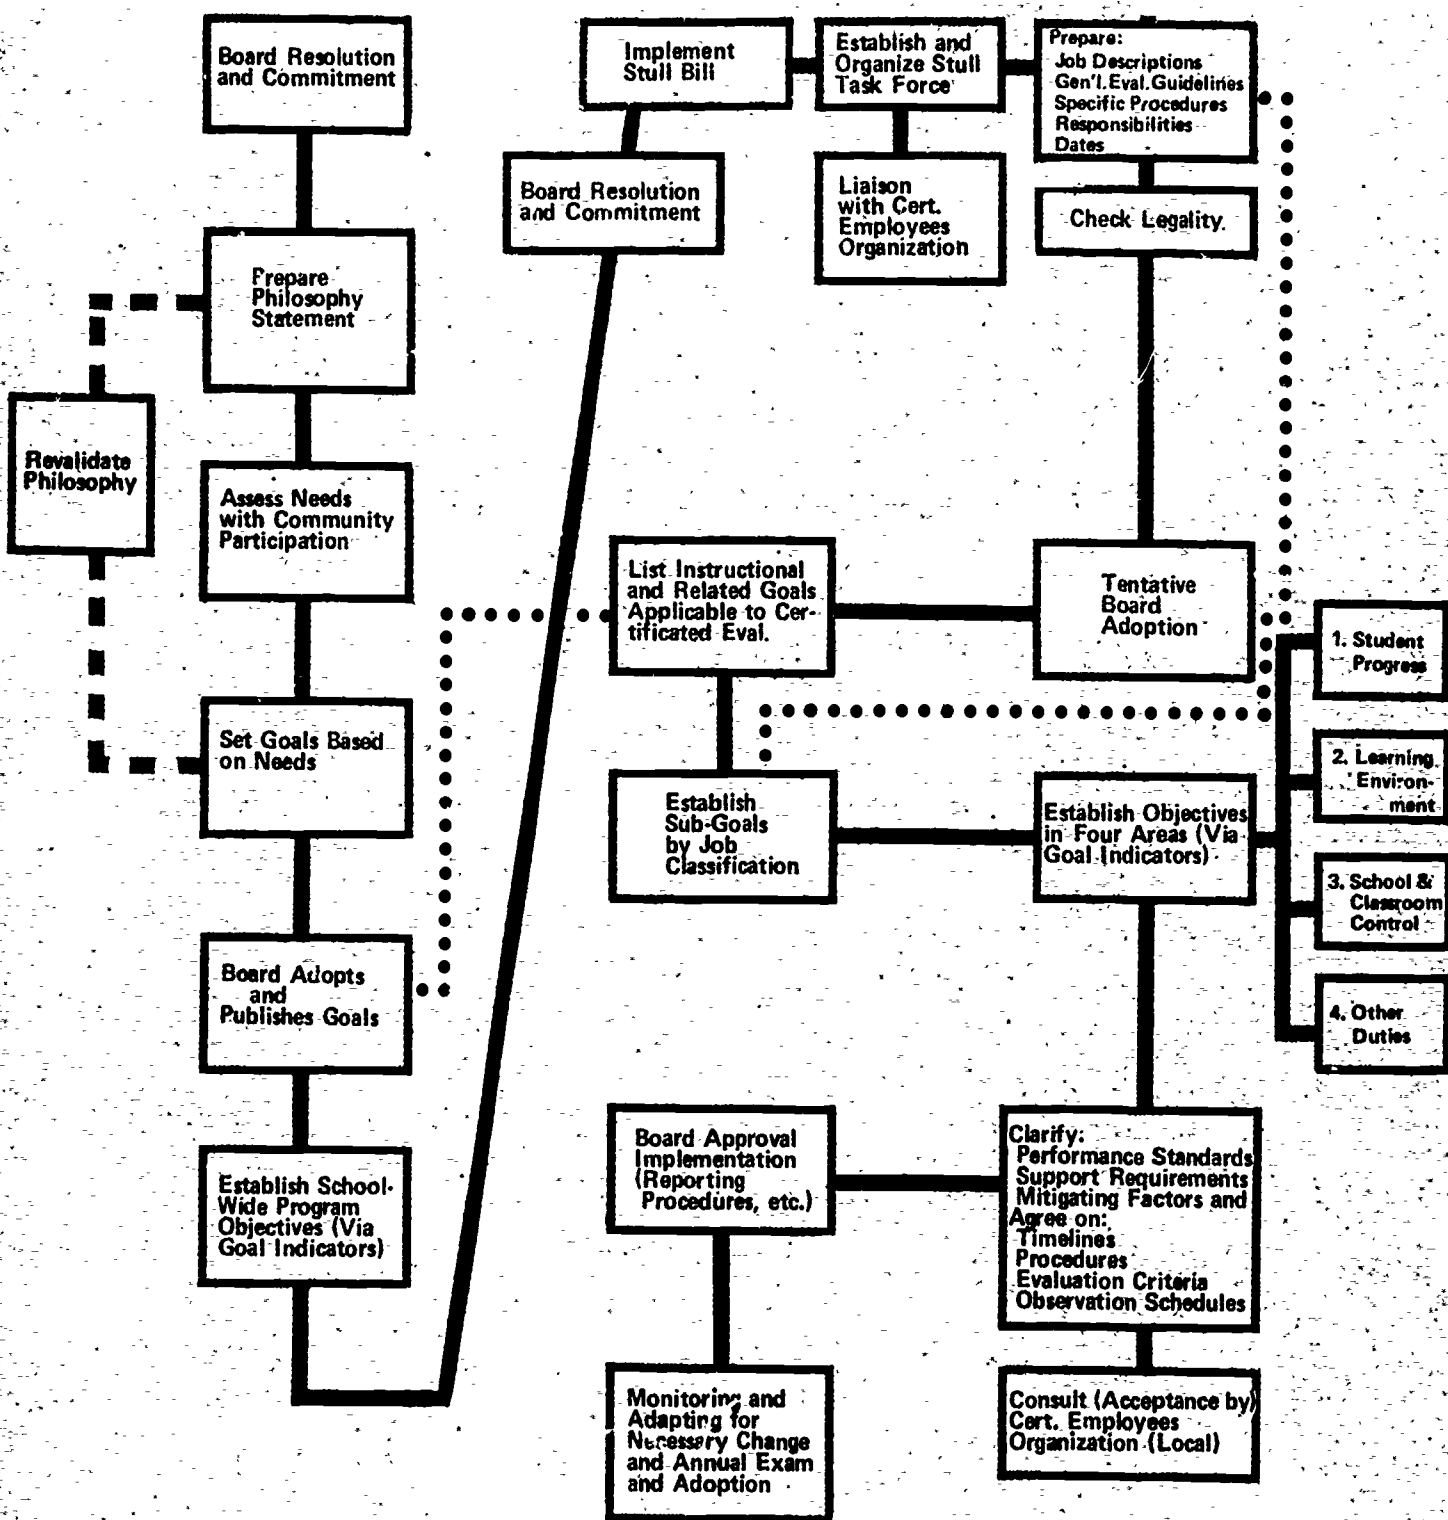 Board Resolution
and Commitment
Prepare
Philosophy
Statement
Revalidate
Philosophy
Assess Needs
with Community
Participation
Set Goals Based
on Needs
Board Adopts
and
Publishes Goals
Establish School-
Wide Program
Objectives (Via
Goal Indicators)
Implement
Stull Bill
Board Resolution
and Commitment
Establish and
Organize Stull
Task Force
Liaison
with Cert.
Employees
Organization
Prepare:
Job Descriptions
Gen'l. Eval. Guidelines
Specific Procedures
Responsibilities
Dates
Check Legality.
Tentative
Board
Adoption
List Instructional
and Related Goals
Applicable to Cer-
tificated Eval.
Establish
Sub-Goals
by Job
Classification
Establish Objectives
in Four Areas (Via
Goal Indicators)
1. Student
Progress
2. Learning
Environ-
ment
3. School &
Classroom
Control
4. Other
Duties
Clarify:
Performance Standards
Support Requirements
Mitigating Factors and
Agree on:
Timelines
Procedures
Evaluation Criteria
Observation Schedules
Consult (Acceptance by)
Cert. Employees
Organization (Local)
Board Approval
Implementation
(Reporting
Procedures, etc.)
Monitoring and
Adapting for
Necessary Change
and Annual Exam
and Adoption